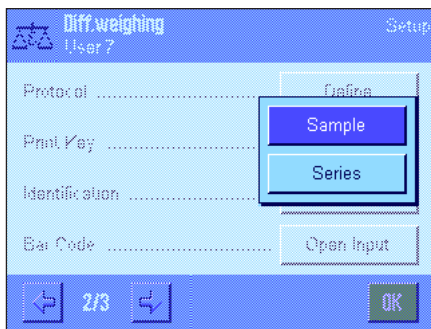 Diff.weighing
Setup
User 7
Protocol ........................ Define
Print Key ........................
Sample
Series
Identification ........................
Bar Code ........................ Open Input
2/3
OK